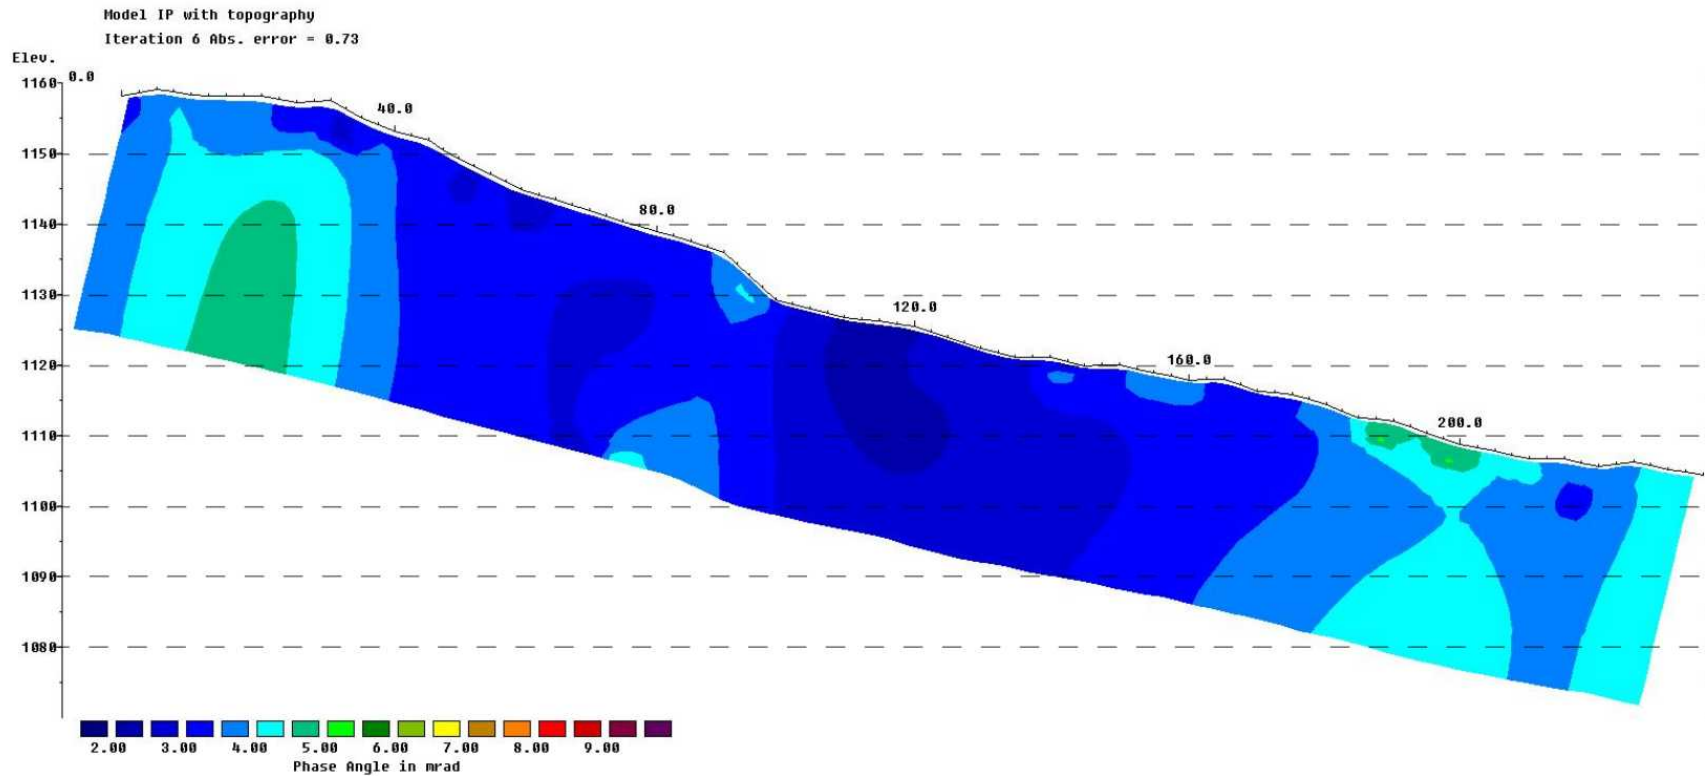 Model IP with topography
Iteration 6 Abs. error = 0.73
Elev.
1160 0.0
40.0
1150
1140 80.0
1130
120.0
1120 160.0
1110 200.0
1100
1090
1080
2.00 3.00 4.00 5.00 6.00 7.00 8.00 9.00
Phase Angle in mrad